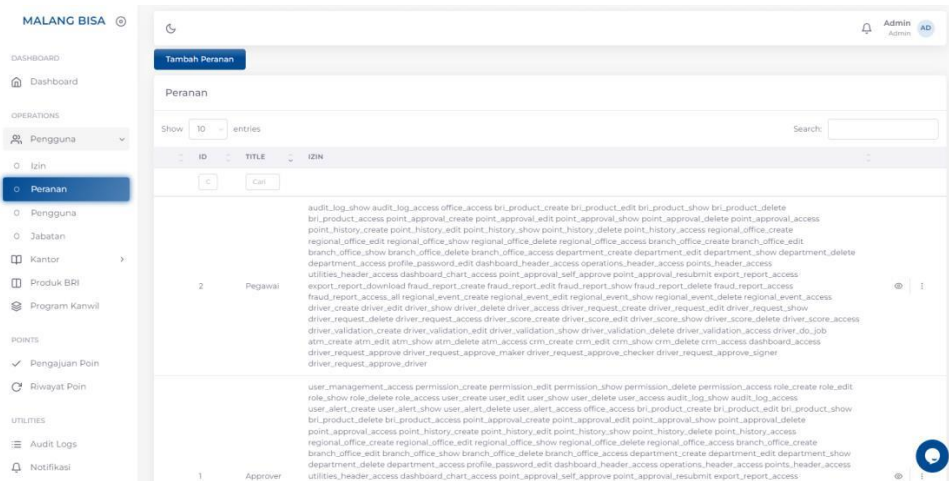 MALANG BISA
Admin
Admin
AD
DASHBOARD
Dashboard
OPERATIONS
Pengguna
Izin
Peranan
Pengguna
Jabatan
Kantor
Produk BRI
Program Kanwil
POINTS
Pengajuan Poin
Riwayat Poin
UTILITIES
Audit Logs
Notifikasi
Tambah Peranan
Peranan
Show 10 entries
Search:
ID TITLE IZIN
C Cari
audit_log_show audit_log_access office_access bri_product_create bri_product_edit bri_product_show bri_product_delete
bri_product_access point_approval_create point_approval_edit point_approval_show point_approval_delete point_approval_access
point_history_create point_history_edit point_history_show point_history_delete point_history_access regional_office_create
regional_office_edit regional_office_show regional_office_delete regional_office_access branch_office_create branch_office_edit
branch_office_show branch_office_delete branch_office_access department_create department_edit department_show department_delete
department_access profile_password_edit dashboard_header_access operations_header_access points_header_access
utilities_header_access dashboard_chart_access point_approval_self_approve point_approval_resubmit export_report_access
export_report_download fraud_report_create fraud_report_edit fraud_report_show fraud_report_delete fraud_report_access
fraud_report_access_all regional_event_create regional_event_edit regional_event_show regional_event_delete regional_event_access
2 Pegawai
driver_create driver_edit driver_show driver_delete driver_access driver_request_create driver_request_edit driver_request_show
driver_request_delete driver_request_access driver_score_create driver_score_edit driver_score_show driver_score_delete driver_score_access
driver_validation_create driver_validation_edit driver_validation_show driver_validation_delete driver_validation_access driver_do_job
atm_create atm_edit atm_show atm_delete atm_access crm_create crm_edit crm_show crm_delete crm_access dashboard_access
driver_request_approve driver_request_approve_maker driver_request_approve_checker driver_request_approve_signer
driver_request_approve_driver
user_management_access permission_create permission_edit permission_show permission_delete permission_access role_create role_edit
role_show role_delete role_access user_create user_edit user_show user_delete user_access audit_log_show audit_log_access
user_alert_create user_alert_show user_alert_delete user_alert_access office_access bri_product_create bri_product_edit bri_product_show
bri_product_delete bri_product_access point_approval_create point_approval_edit point_approval_show point_approval_delete
point_approval_access point_history_create point_history_edit point_history_show point_history_delete point_history_access
regional_office_create regional_office_edit regional_office_show regional_office_delete regional_office_access branch_office_create
branch_office_edit branch_office_show branch_office_delete branch_office_access department_create department_edit department_show
department_delete department_access profile_password_edit dashboard_header_access operations_header_access points_header_access
1 Approver utilities_header_access dashboard_chart_access point_approval_self_approve point_approval_resubmit export_report_access